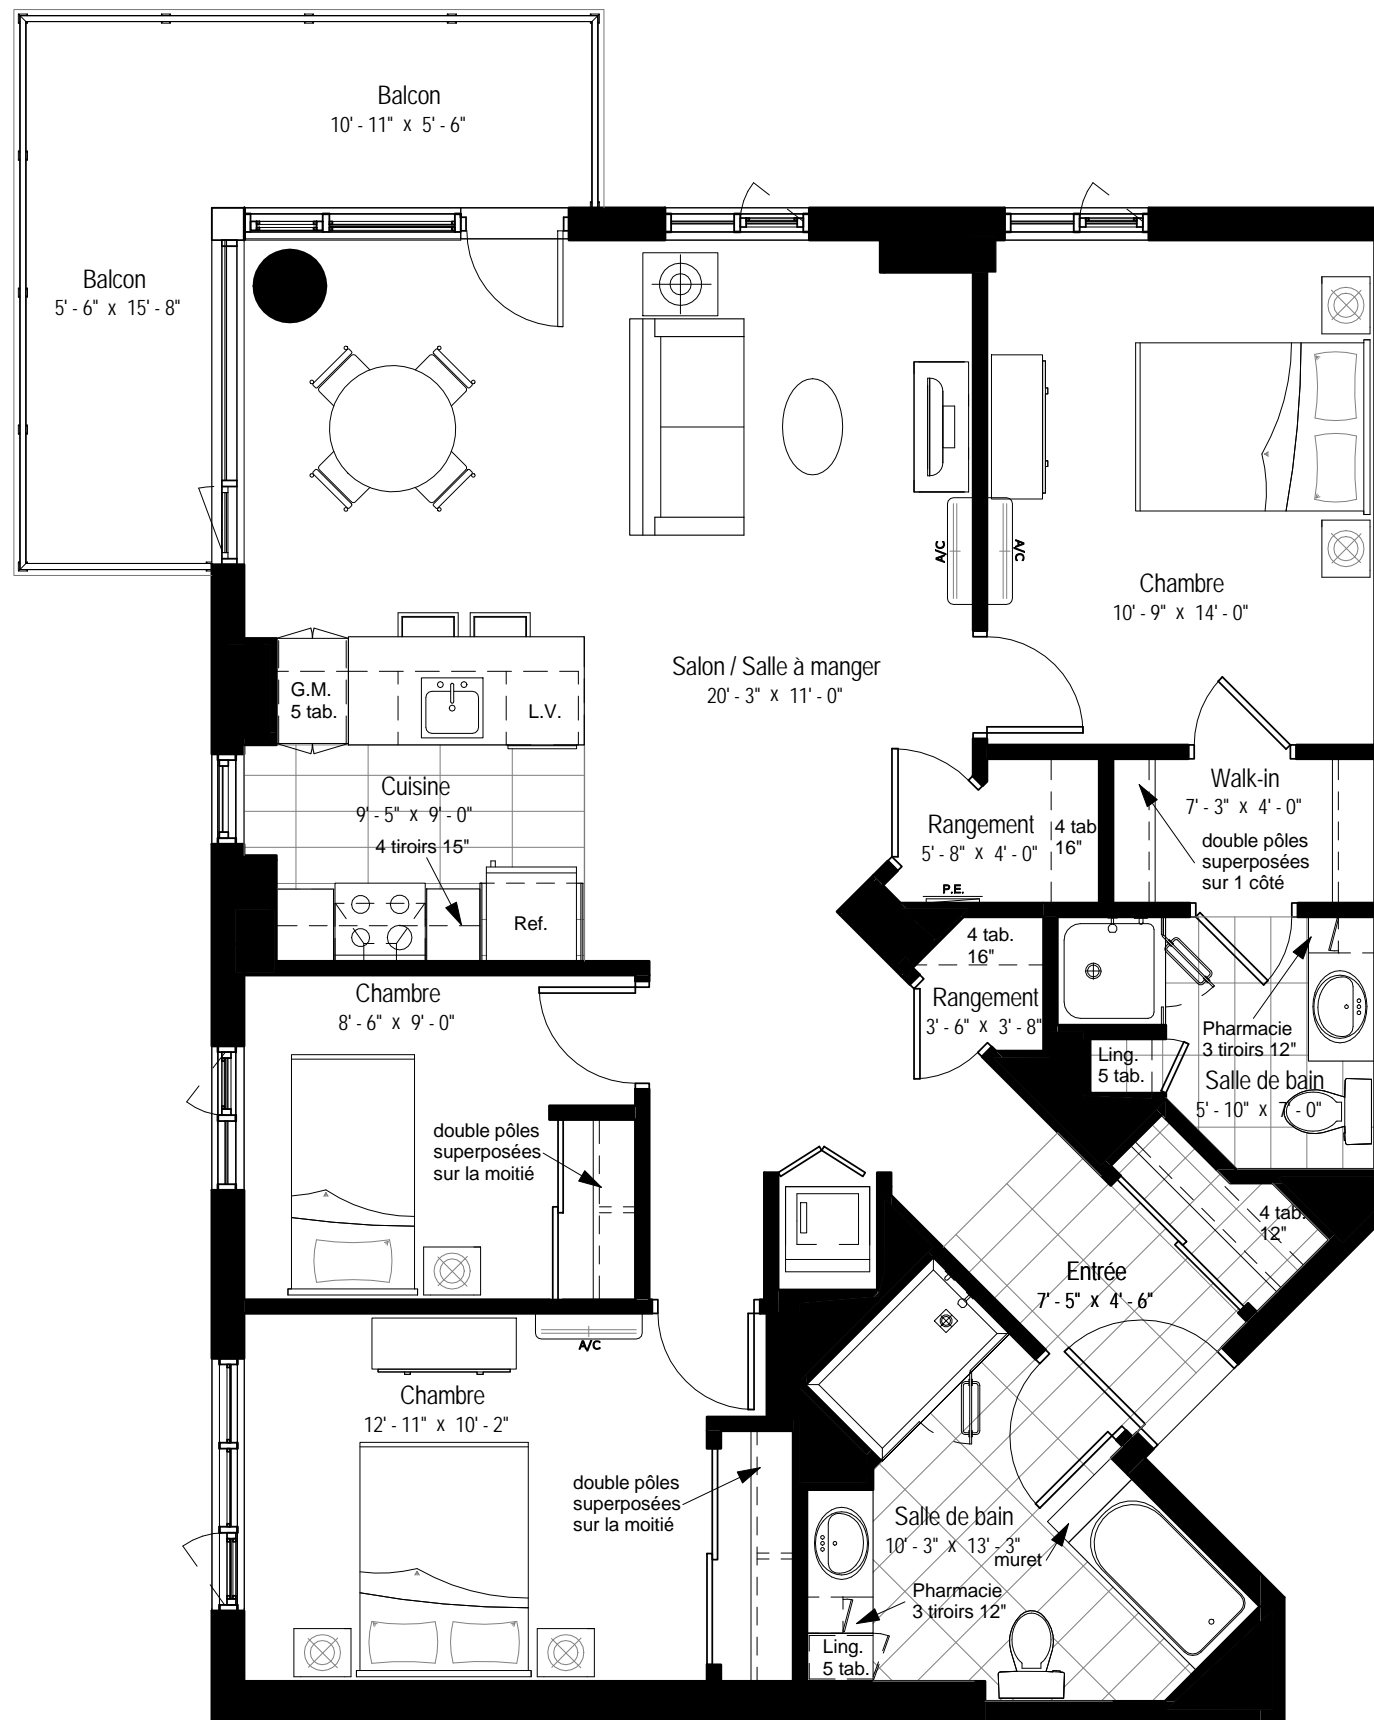 Balcon
10' - 11" x 5' - 6"
Balcon
5' - 6" x 15' - 8"
A/C
A/C
Chambre
10' - 9" x 14' - 0"
Salon / Salle à manger
20' - 3" x 11' - 0"
G.M.
5 tab.
L.V.
Cuisine
9' - 5" x 9' - 0"
4 tiroirs 15"
Ref.
Walk-in
7' - 3" x 4' - 0"
double pôles
superposées
sur 1 côté
Rangement
5' - 8" x 4' - 0"
4 tab
16"
P.E.
4 tab.
16"
Rangement
3' - 6" x 3' - 8"
Chambre
8' - 6" x 9' - 0"
Pharmacie
3 tiroirs 12"
Ling.
5 tab.
Salle de bain
5' - 10" x 7' - 0"
double pôles
superposées
sur la moitié
4 tab.
12"
Entrée
7' - 5" x 4' - 6"
A/C
Chambre
12' - 11" x 10' - 2"
double pôles
superposées
sur la moitié
Salle de bain
10' - 3" x 13' - 3"
muret
Pharmacie
3 tiroirs 12"
Ling.
5 tab.